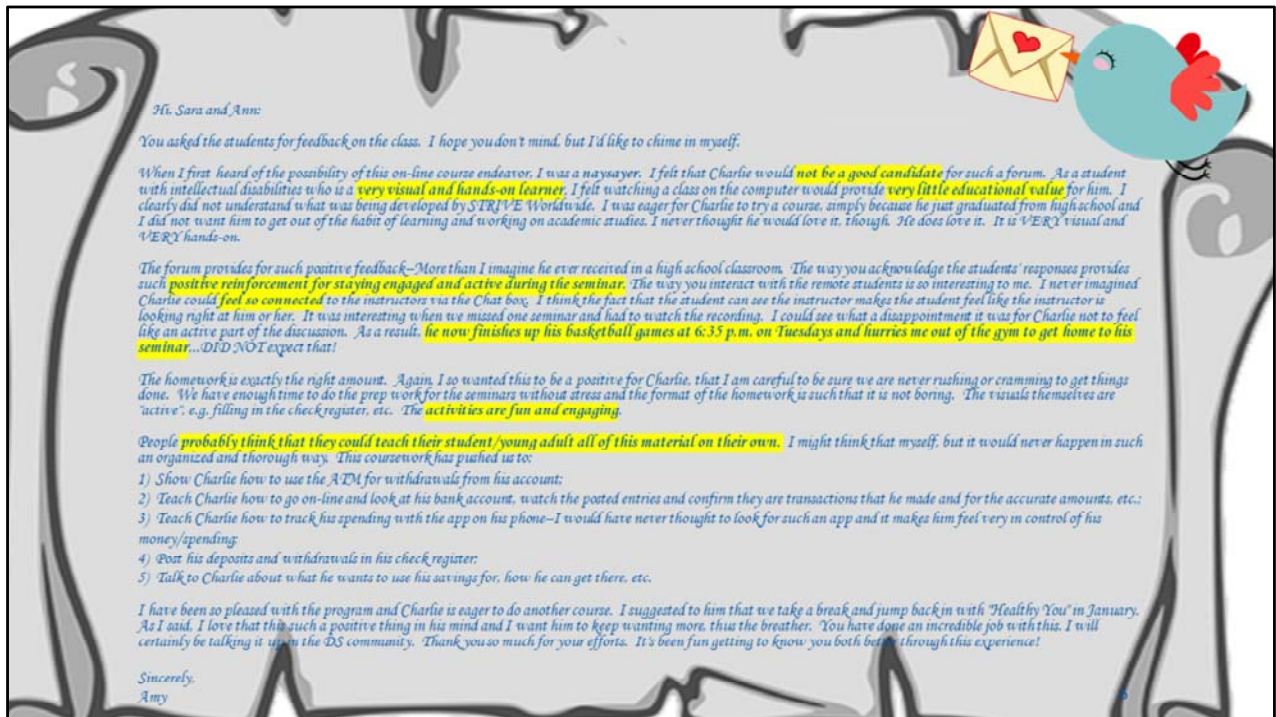 Hi, Sara and Ann:
You asked the students for feedback on the class. I hope you don't mind, but I'd like to chime in myself.
When I first heard of the possibility of this on-line course endeavor, I was a naysayer. I felt that Charlie would not be a good candidate for such a forum. As a student
with intellectual disabilities who is a very visual and hands-on learner, I felt watching a class on the computer would provide very little educational value for him. I
clearly did not understand what was being developed by STRIVE Worldwide. I was eager for Charlie to try a course, simply because he just graduated from high school and
I did not want him to get out of the habit of learning and working on academic studies. I never thought he would love it, though. He does love it. It is VERY visual and
VERY hands-on.
The forum provides for such positive feedback–More than I imagine he ever received in a high school classroom. The way you acknowledge the students' responses provides
such positive reinforcement for staying engaged and active during the seminar. The way you interact with the remote students is so interesting to me. I never imagined
Charlie could feel so connected to the instructors via the Chat box. I think the fact that the student can see the instructor makes the student feel like the instructor is
looking right at him or her. It was interesting when we missed one seminar and had to watch the recording. I could see what a disappointment it was for Charlie not to feel
like an active part of the discussion. As a result, he now finishes up his basketball games at 6:35 p.m. on Tuesdays and hurries me out of the gym to get home to his
seminar...DID NOT expect that!
The homework is exactly the right amount. Again, I so wanted this to be a positive for Charlie, that I am careful to be sure we are never rushing or cramming to get things
done. We have enough time to do the prep work for the seminars without stress and the format of the homework is such that it is not boring. The visuals themselves are
"active", e.g. filling in the check register, etc. The activities are fun and engaging.
People probably think that they could teach their student/young adult all of this material on their own. I might think that myself, but it would never happen in such
an organized and thorough way. This coursework has pushed us to:
1) Show Charlie how to use the ATM for withdrawals from his account;
2) Teach Charlie how to go on-line and look at his bank account, watch the posted entries and confirm they are transactions that he made and for the accurate amounts, etc.;
3) Teach Charlie how to track his spending with the app on his phone–I would have never thought to look for such an app and it makes him feel very in control of his
money/spending;
4) Post his deposits and withdrawals in his check register;
5) Talk to Charlie about what he wants to use his savings for, how he can get there, etc.
I have been so pleased with the program and Charlie is eager to do another course. I suggested to him that we take a break and jump back in with "Healthy You" in January.
As I said, I love that this such a positive thing in his mind and I want him to keep wanting more, thus the breather. You have done an incredible job with this. I will
certainly be talking it up in the DS community. Thank you so much for your efforts. It's been fun getting to know you both better through this experience!
Sincerely,
Amy